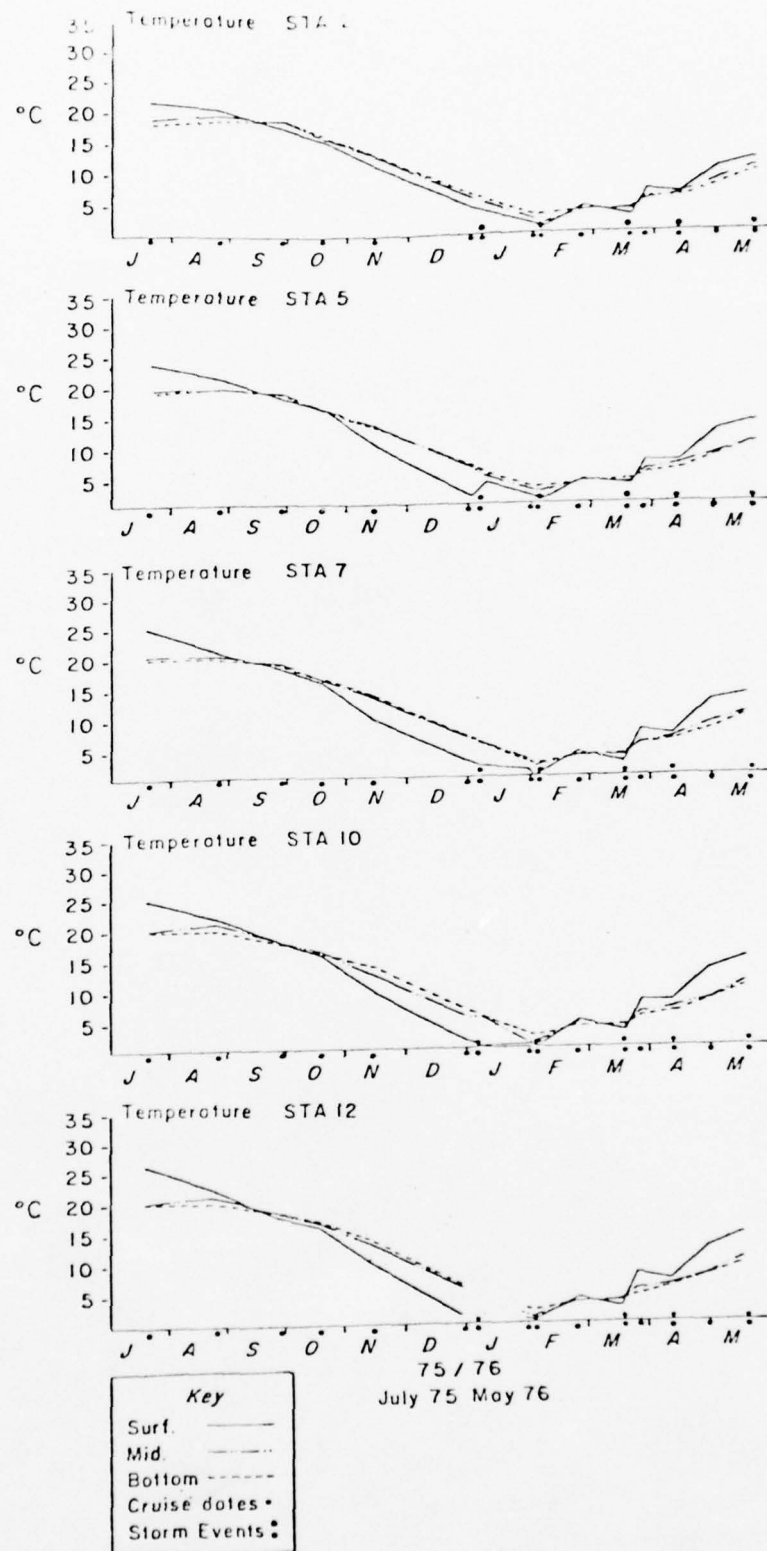 Temperature STA
35
30
25
°C 20
15
10
5
J A S O N D J F M A M
Temperature STA 5
35
30
25
°C 20
15
10
5
J A S O N D J F M A M
Temperature STA 7
35
30
25
°C 20
15
10
5
J A S O N D J F M A M
Temperature STA 10
35
30
25
°C 20
15
10
5
J A S O N D J F M A M
Temperature STA 12
35
30
25
°C 20
15
10
5
J A S O N D J F M A M
75 / 76
July 75 May 76
Key
Surf.
Mid.
Bottom
Cruise dates
Storm Events